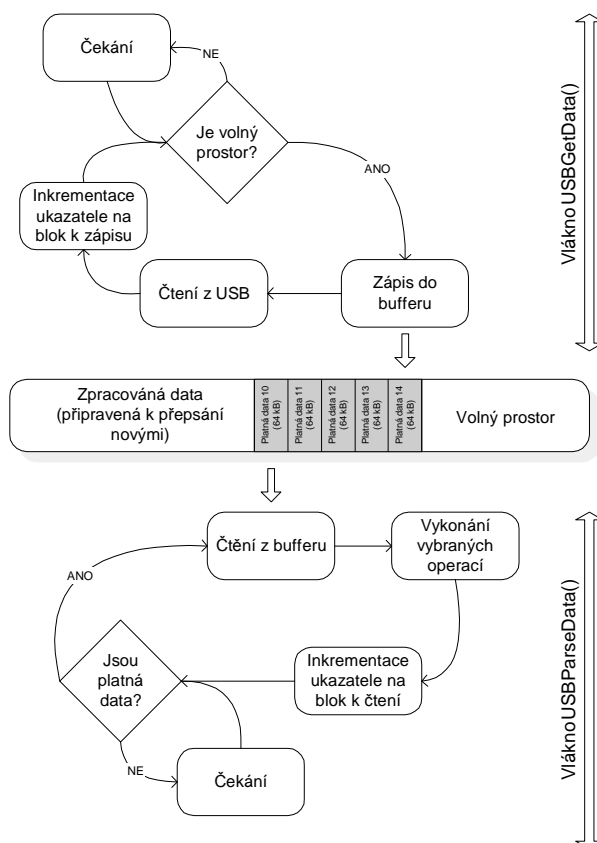 Čekání
NE
Je volný
prostor?
ANO
Inkrementace
ukazatele na
blok k zápisu
Čtení z USB
Zápis do
bufferu
Vlákno USBGetData()
Zpracováná data
(připravená k přepsání
novými)
Platná data 10
(64 kB)
Platná data 11
(64 kB)
Platná data 12
(64 kB)
Platná data 13
(64 kB)
Platná data 14
(64 kB)
Volný prostor
Čtění z bufferu
Vykonání
vybraných
operací
ANO
Jsou
platná
data?
Inkrementace
ukazatele na
blok k čtení
NE
Čekání
Vlákno USBParseData()